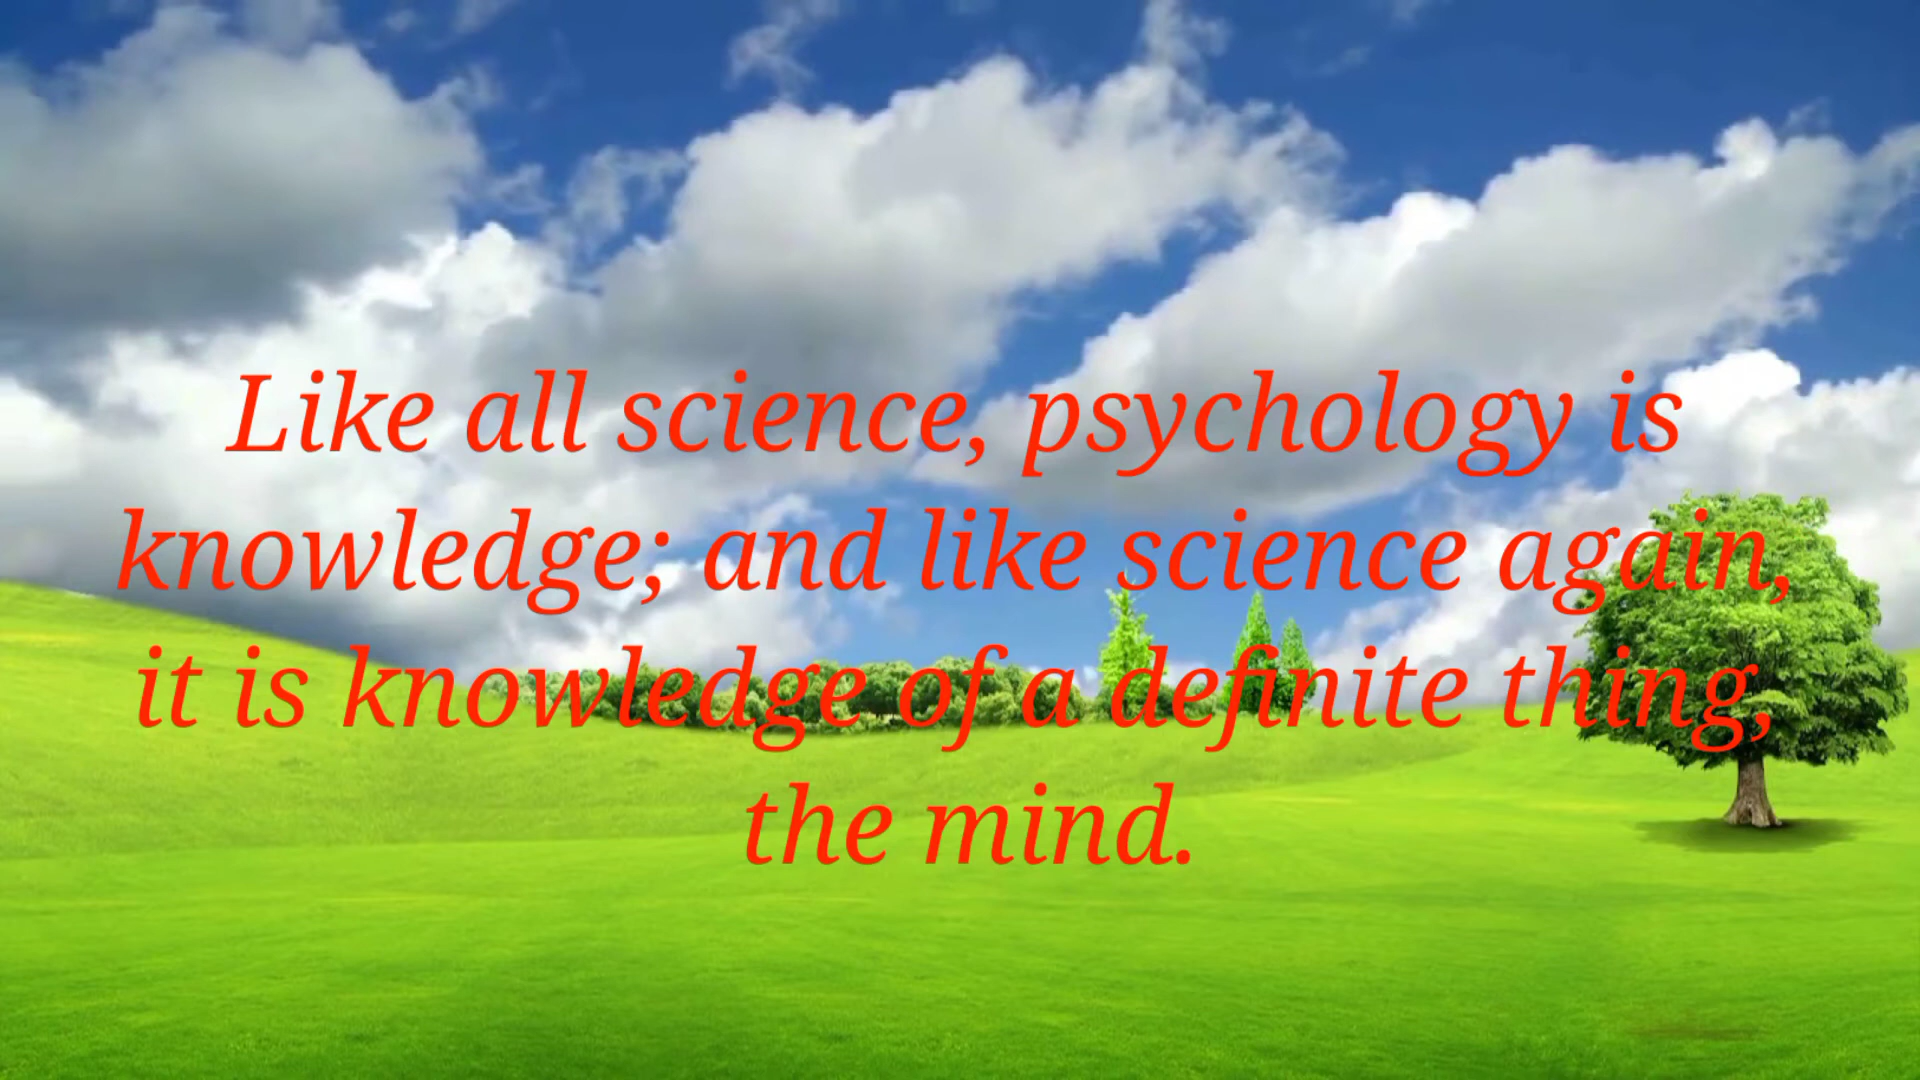 Like all science, psychology is
knowledge; and like science again,
it is knowledge of a definite thing,
the mind.